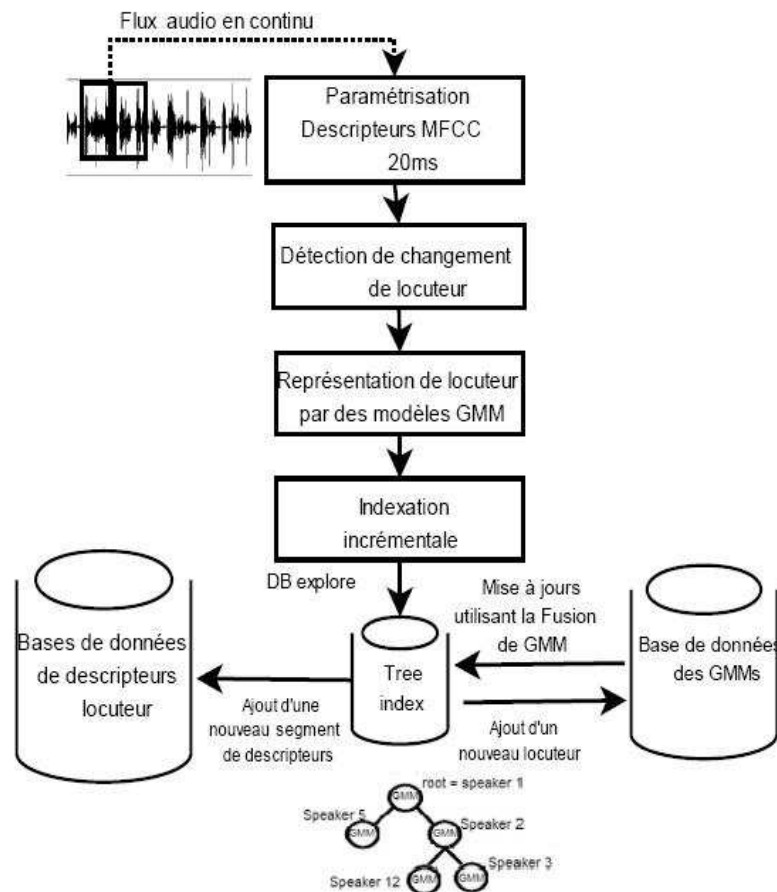 Flux audio en continu
Paramétrisation
Descripteurs MFCC
20ms
Détection de changement
de locuteur
Représentation de locuteur
par des modèles GMM
Indexation
incrémentale
DB explore
Mise à jours
utilisant la Fusion
de GMM
Bases de données
de descripteurs
locuteur
Tree
index
Base de données
des GMMs
Ajout d'une
nouveau segment
de descripteurs
Ajout d'un
nouveau locuteur
root = speaker 1
GMM
Speaker 5
GMM
GMM
Speaker 2
Speaker 12
GMM
GMM
Speaker 3